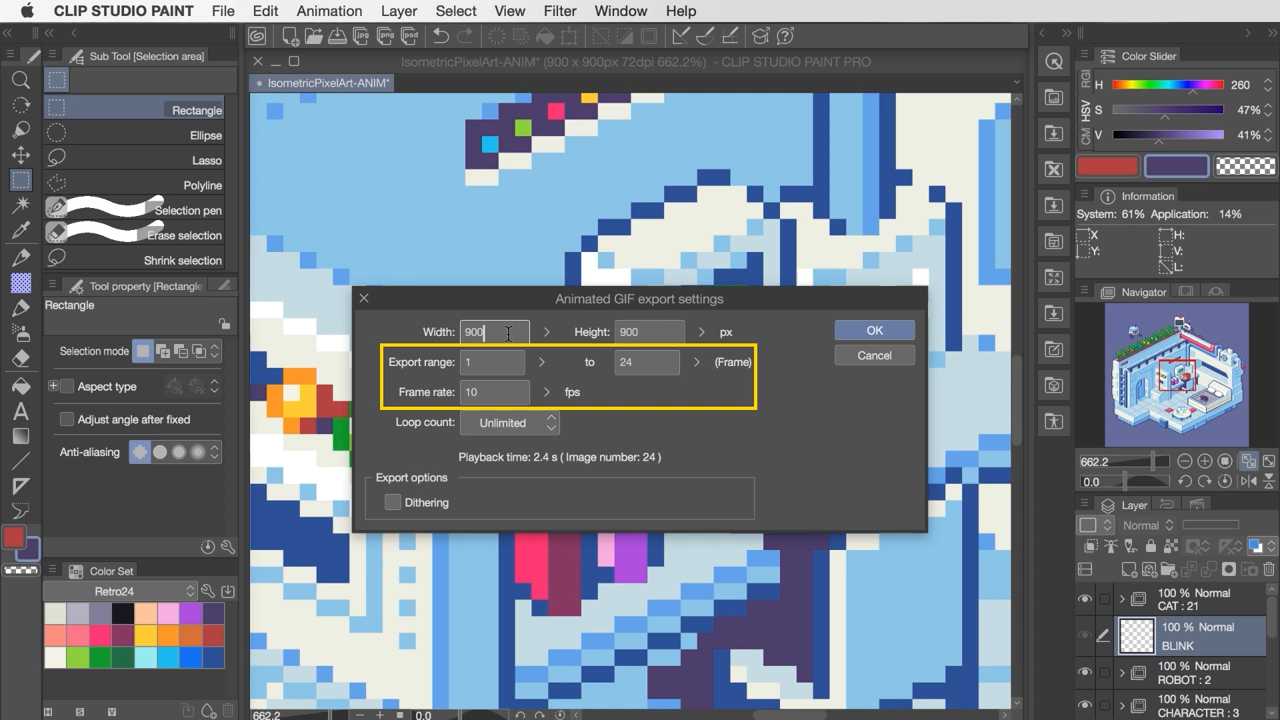 CLIP STUDIO PAINT File Edit Animation Layer Select View Filter Window Help
Sub Tool [Selection area]
Rectangle
Ellipse
Lasso
Polyline
Selection pen
Erase selection
Shrink selection
Tool property [Rectangle
Rectangle
Selection mode
Aspect type
Adjust angle after fixed
Anti-aliasing
Color Set
Retro24
H S V
IsometricPixelArt-ANIM* (900 x 900px 72dpi 662.2%) - CLIP STUDIO PAINT PRO
IsometricPixelArt-ANIM*
Animated GIF export settings
Width: 900 > Height: 900 > px
OK
Export range: 1 > to 24 > (Frame)
Cancel
Frame rate: 10 > fps
Loop count: Unlimited
Playback time: 2.4 s ( Image number: 24 )
Export options
Dithering
662.2 0.0
Color Slider
HSV
H 260
S 47%
V 41%
Information
System: 61% Application: 14%
X H:
Y: V:
L:
Navigator
662.2
0.0
Layer
Normal
100 % Normal
CAT : 21
100 % Normal
BLINK
100 % Normal
ROBOT : 2
100 % Normal
CHARACTER : 3